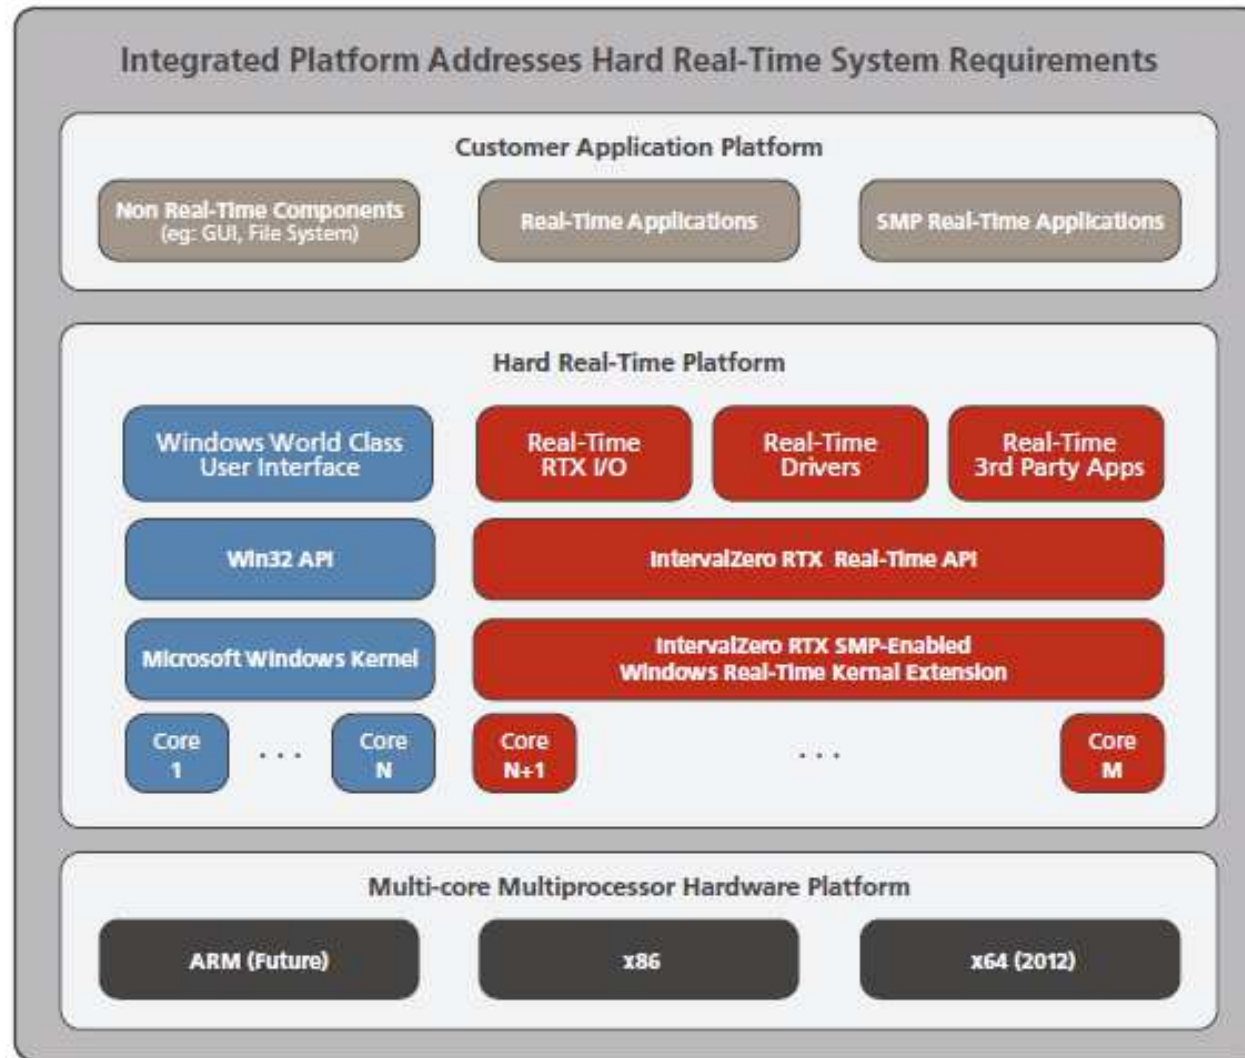 Integrated Platform Addresses Hard Real-Time System Requirements
Customer Application Platform
Non Real-Time Components
(eg: GUI, File System)
Real-Time Applications
SMP Real-Time Applications
Hard Real-Time Platform
Windows World Class
User Interface
Real-Time
RTX I/O
Real-Time
Drivers
Real-Time
3rd Party Apps
Win32 API
IntervalZero RTX Real-Time API
Microsoft Windows Kernel
IntervalZero RTX SMP-Enabled
Windows Real-Time Kernal Extension
Core
1
. . .
Core
N
Core
N+1
. . .
Core
M
Multi-core Multiprocessor Hardware Platform
ARM (Future)
x86
x64 (2012)